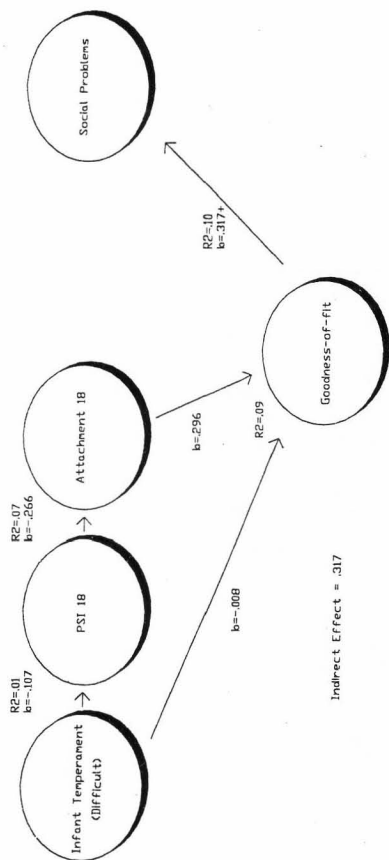 Infant Temperament
(Difficult)
R2=.01
b=-.107
PSI 18
R2=.07
b=-.266
Attachment 18
b=.296
b=-.008
R2=.09
Goodness-of-fit
R2=.10
b=.317+
Social Problems
Indirect Effect = .317